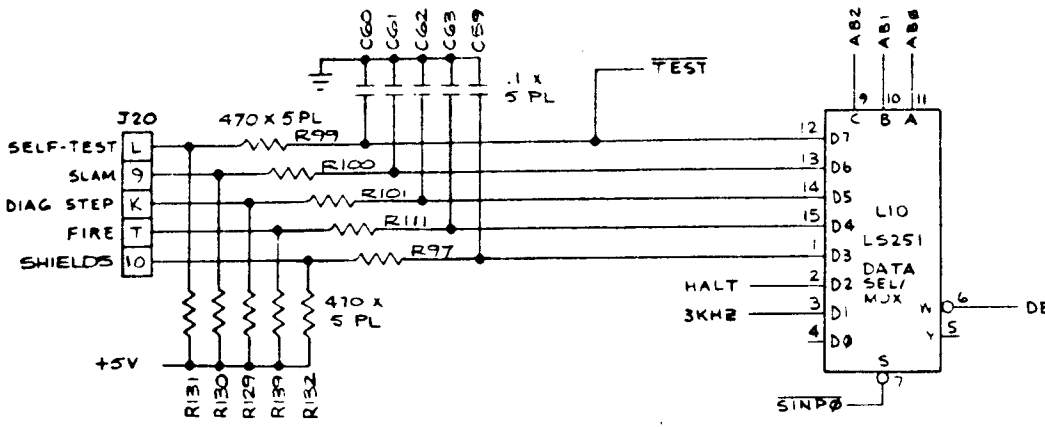 C60
C61
C62
C63
C59
.1 x
5 PL
TEST
AB2
AB1
ABØ
9 10 11
C B A
J20
470 x 5 PL
SELF-TEST L R99 12 D7
SLAM 9 R100 13 D6
DIAG STEP K R101 14 D5
FIRE T R111 15 D4
SHIELDS 10 R97 1 D3
L10
LS251
DATA
SEL/
MUX
HALT 2 D2
3KHZ 3 D1
4 DØ
W 6
Y 5
S
7
SINPØ
470 x
5 PL
+5V
R131
R130
R129
R139
R132